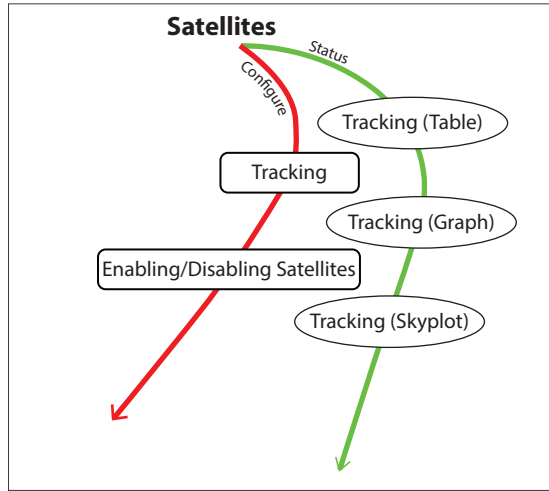 Satellites
Status
Configure
Tracking (Table)
Tracking
Tracking (Graph)
Enabling/Disabling Satellites
Tracking (Skyplot)